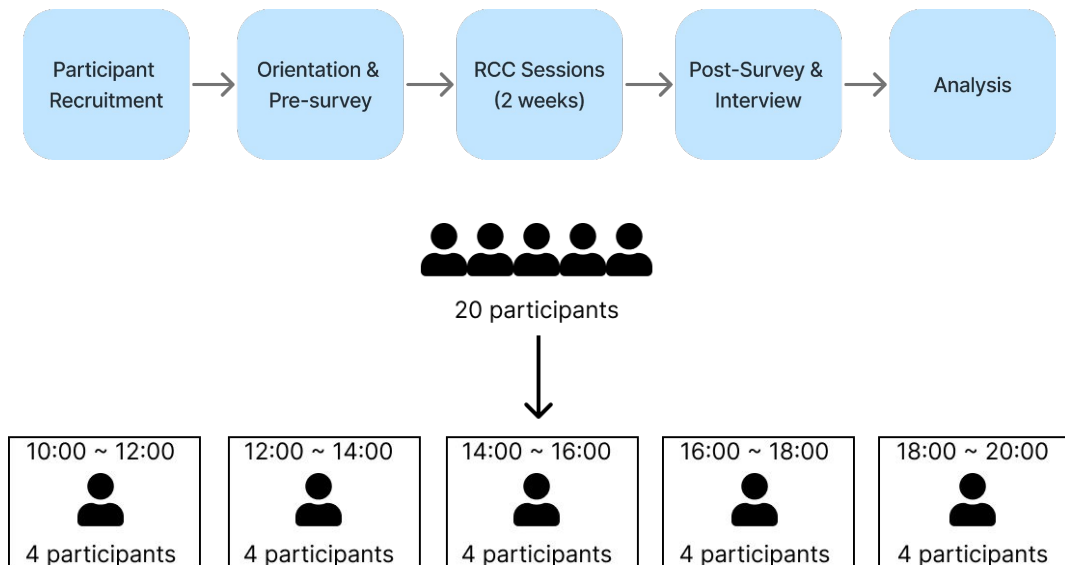 Participant
Recruitment
Orientation &
Pre-survey
RCC Sessions
(2 weeks)
Post-Survey &
Interview
Analysis
20 participants
10:00 ~ 12:00
4 participants
12:00 ~ 14:00
4 participants
14:00 ~ 16:00
4 participants
16:00 ~ 18:00
4 participants
18:00 ~ 20:00
4 participants